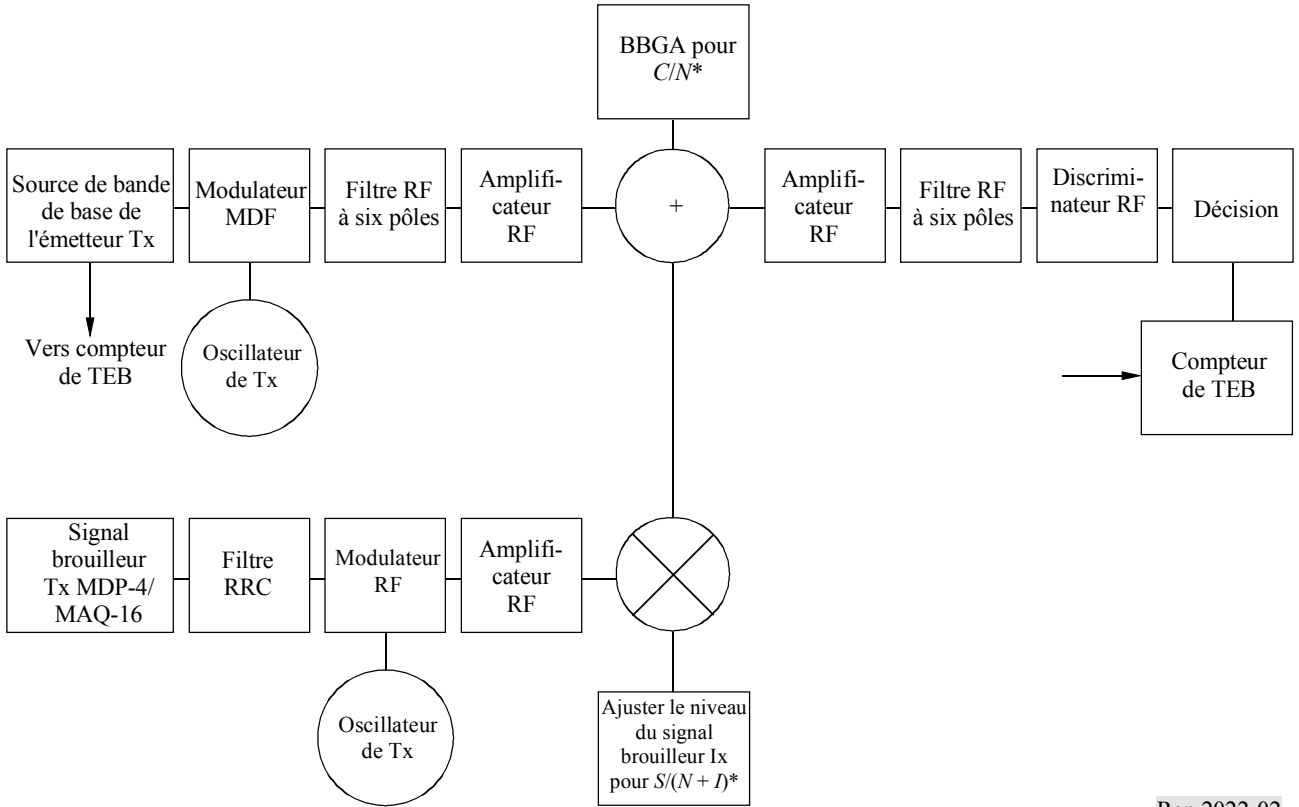 BBGA pour
C/N*
Source de bande
de base de
l'émetteur Tx
Modulateur
MDF
Filtre RF
à six pôles
Amplifi-
cateur
RF
+
Amplifi-
cateur
RF
Filtre RF
à six pôles
Discrimi-
nateur RF
Décision
Vers compteur
de TEB
Oscillateur
de Tx
Compteur
de TEB
Signal
brouilleur
Tx MDP-4/
MAQ-16
Filtre
RRC
Modulateur
RF
Amplifi-
cateur
RF
Oscillateur
de Tx
Ajuster le niveau
du signal
brouilleur Ix
pour S/(N + I)*